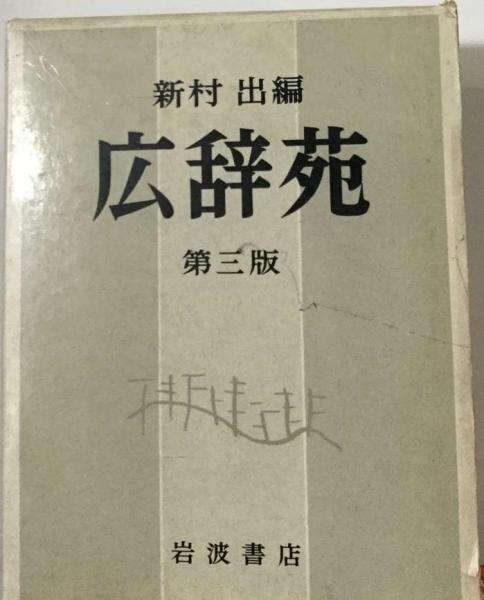 新村 出編
広辞苑
第三版
岩波書店